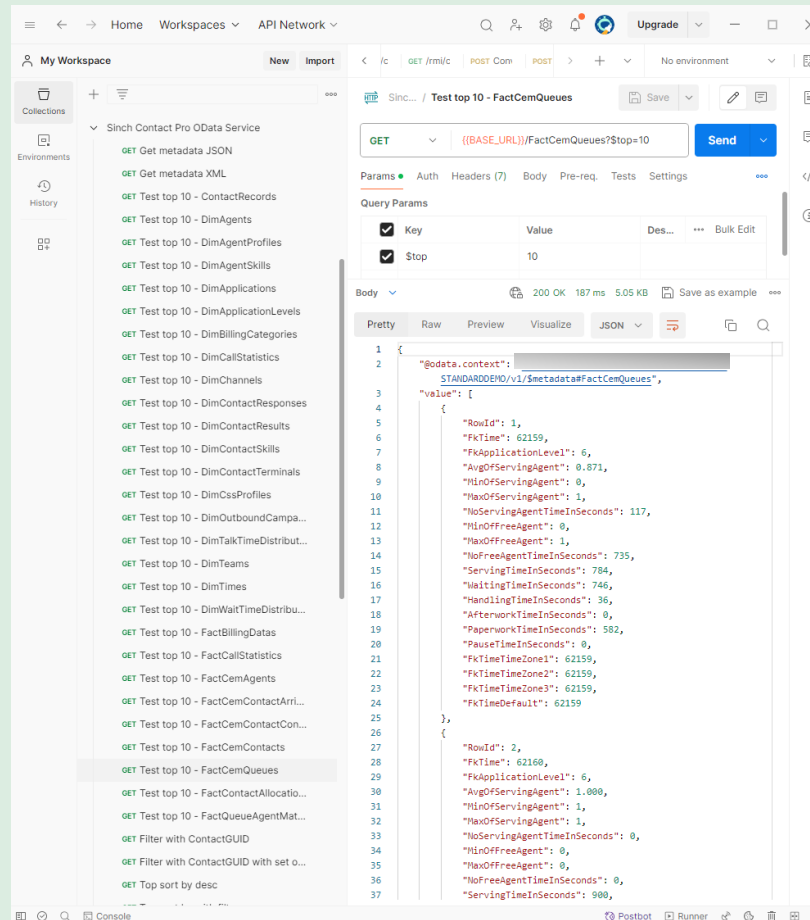 Home Workspaces API Network Upgrade
My Workspace New Import
/c GET /rmi/c POST Con POST No environment
Collections
Environments
History
Sinch Contact Pro OData Service
GET Get metadata JSON
GET Get metadata XML
GET Test top 10 - ContactRecords
GET Test top 10 - DimAgents
GET Test top 10 - DimAgentProfiles
GET Test top 10 - DimAgentSkills
GET Test top 10 - DimApplications
GET Test top 10 - DimApplicationLevels
GET Test top 10 - DimBillingCategories
GET Test top 10 - DimCallStatistics
GET Test top 10 - DimChannels
GET Test top 10 - DimContactResponses
GET Test top 10 - DimContactResults
GET Test top 10 - DimContactSkills
GET Test top 10 - DimContactTerminals
GET Test top 10 - DimCssProfiles
GET Test top 10 - DimOutboundCampa...
GET Test top 10 - DimTalkTimeDistribut...
GET Test top 10 - DimTeams
GET Test top 10 - DimTimes
GET Test top 10 - DimWaitTimeDistribu...
GET Test top 10 - FactBillingDatas
GET Test top 10 - FactCallStatistics
GET Test top 10 - FactCemAgents
GET Test top 10 - FactCemContactArri...
GET Test top 10 - FactCemContactCon...
GET Test top 10 - FactCemContacts
GET Test top 10 - FactCemQueues
GET Test top 10 - FactContactAllocatio...
GET Test top 10 - FactQueueAgentMat...
GET Filter with ContactGUID
GET Filter with ContactGUID with set o...
GET Top sort by desc
HTTP Sinc... / Test top 10 - FactCemQueues Save
GET {{BASE_URL}}/FactCemQueues?$top=10 Send
Params Auth Headers (7) Body Pre-req. Tests Settings
Query Params
Key Value Des... Bulk Edit
$top 10
Body 200 OK 187 ms 5.05 KB Save as example
Pretty Raw Preview Visualize JSON
1 {
2 "@odata.context":
STANDARDDEMO/v1/$metadata#FactCemQueues",
3 "value": [
4 {
5 "RowId": 1,
6 "FkTime": 62159,
7 "FkApplicationLevel": 6,
8 "AvgOfServingAgent": 0.871,
9 "MinOfServingAgent": 0,
10 "MaxOfServingAgent": 1,
11 "NoServingAgentTimeInSeconds": 117,
12 "MinOfFreeAgent": 0,
13 "MaxOfFreeAgent": 1,
14 "NoFreeAgentTimeInSeconds": 735,
15 "ServingTimeInSeconds": 784,
16 "WaitingTimeInSeconds": 746,
17 "HandlingTimeInSeconds": 36,
18 "AfterworkTimeInSeconds": 0,
19 "PaperworkTimeInSeconds": 582,
20 "PauseTimeInSeconds": 0,
21 "FkTimeTimeZone1": 62159,
22 "FkTimeTimeZone2": 62159,
23 "FkTimeTimeZone3": 62159,
24 "FkTimeDefault": 62159
25 },
26 {
27 "RowId": 2,
28 "FkTime": 62160,
29 "FkApplicationLevel": 6,
30 "AvgOfServingAgent": 1.000,
31 "MinOfServingAgent": 1,
32 "MaxOfServingAgent": 1,
33 "NoServingAgentTimeInSeconds": 0,
34 "MinOfFreeAgent": 0,
35 "MaxOfFreeAgent": 0,
36 "NoFreeAgentTimeInSeconds": 0,
37 "ServingTimeInSeconds": 900,
Console Postbot Runner